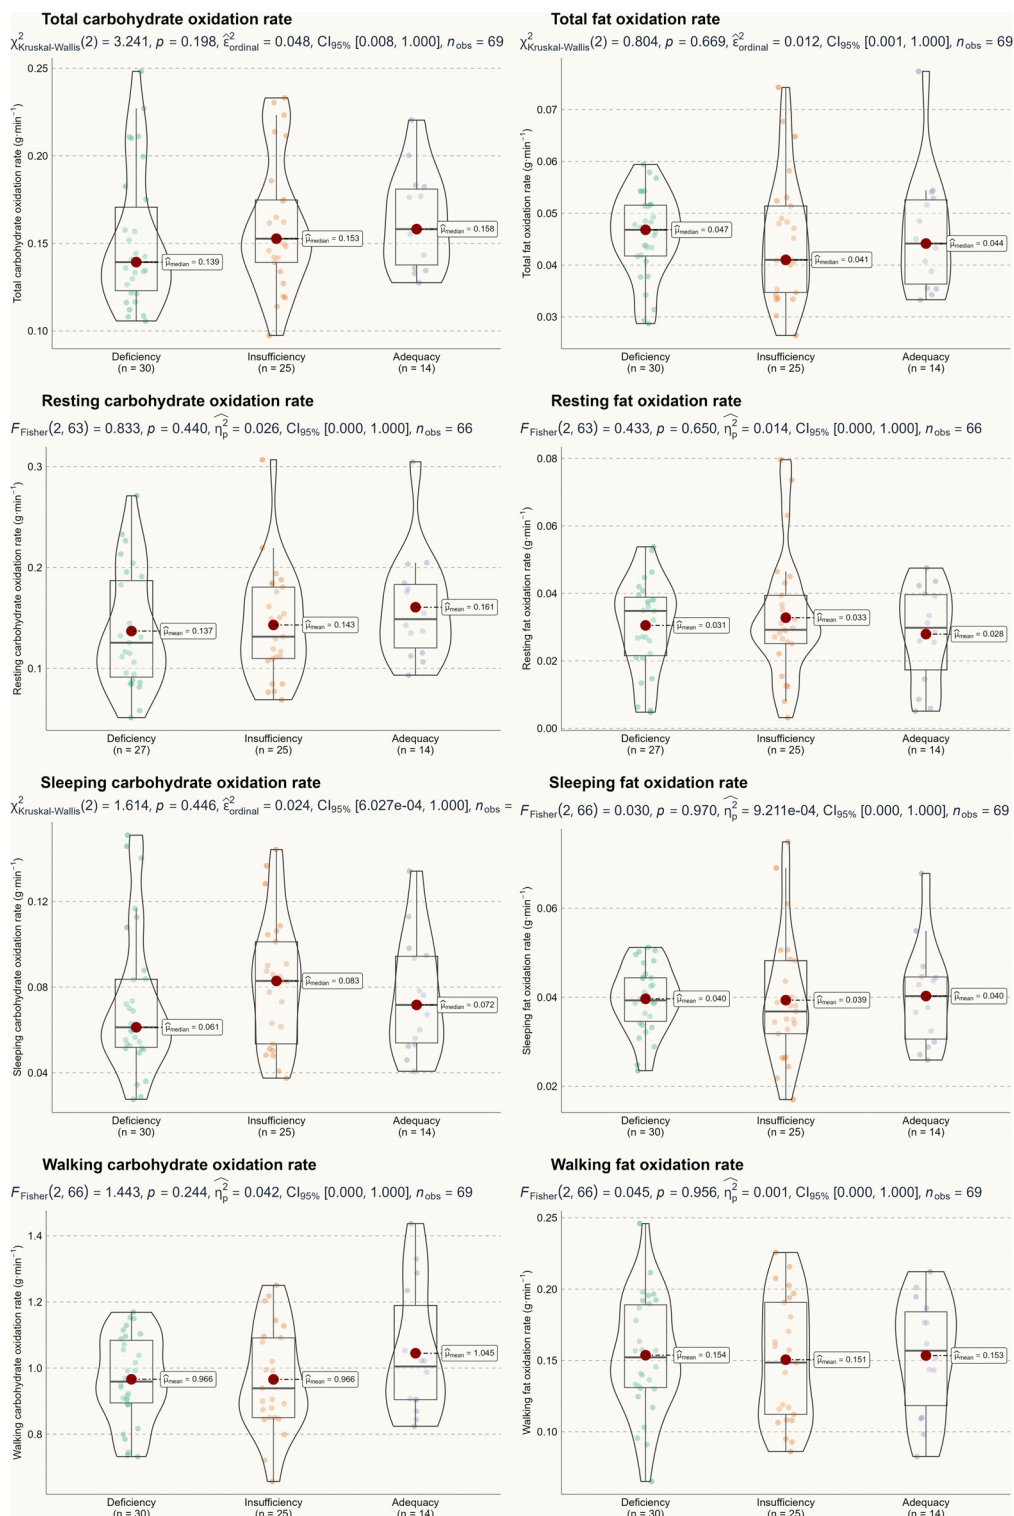 Total carbohydrate oxidation rate
χ²Kruskal-Wallis(2) = 3.241, p = 0.198, ε̂²ordinal = 0.048, CI95% [0.008, 1.000], nobs = 69
Total carbohydrate oxidation rate (g·min⁻¹)
0.25
0.20
0.15
0.10
μ̂median = 0.139
μ̂median = 0.153
μ̂median = 0.158
Deficiency Insufficiency Adequacy
(n = 30) (n = 25) (n = 14)
Total fat oxidation rate
χ²Kruskal-Wallis(2) = 0.804, p = 0.669, ε̂²ordinal = 0.012, CI95% [0.001, 1.000], nobs = 69
Total fat oxidation rate (g·min⁻¹)
0.07
0.06
0.05
0.04
0.03
μ̂median = 0.047
μ̂median = 0.041
μ̂median = 0.044
Deficiency Insufficiency Adequacy
(n = 30) (n = 25) (n = 14)
Resting carbohydrate oxidation rate
FFisher(2, 63) = 0.833, p = 0.440, η̂²p = 0.026, CI95% [0.000, 1.000], nobs = 66
Resting carbohydrate oxidation rate (g·min⁻¹)
0.3
0.2
0.1
μ̂mean = 0.137
μ̂mean = 0.143
μ̂mean = 0.161
Deficiency Insufficiency Adequacy
(n = 27) (n = 25) (n = 14)
Resting fat oxidation rate
FFisher(2, 63) = 0.433, p = 0.650, η̂²p = 0.014, CI95% [0.000, 1.000], nobs = 66
Resting fat oxidation rate (g·min⁻¹)
0.08
0.06
0.04
0.02
0.00
μ̂mean = 0.031
μ̂mean = 0.033
μ̂mean = 0.028
Deficiency Insufficiency Adequacy
(n = 27) (n = 25) (n = 14)
Sleeping carbohydrate oxidation rate
χ²Kruskal-Wallis(2) = 1.614, p = 0.446, ε̂²ordinal = 0.024, CI95% [6.027e-04, 1.000], nobs =
Sleeping carbohydrate oxidation rate (g·min⁻¹)
0.12
0.08
0.04
μ̂median = 0.061
μ̂median = 0.083
μ̂median = 0.072
Deficiency Insufficiency Adequacy
(n = 30) (n = 25) (n = 14)
Sleeping fat oxidation rate
FFisher(2, 66) = 0.030, p = 0.970, η̂²p = 9.211e-04, CI95% [0.000, 1.000], nobs = 69
Sleeping fat oxidation rate (g·min⁻¹)
0.06
0.04
0.02
μ̂mean = 0.040
μ̂mean = 0.039
μ̂mean = 0.040
Deficiency Insufficiency Adequacy
(n = 30) (n = 25) (n = 14)
Walking carbohydrate oxidation rate
FFisher(2, 66) = 1.443, p = 0.244, η̂²p = 0.042, CI95% [0.000, 1.000], nobs = 69
Walking carbohydrate oxidation rate (g·min⁻¹)
1.4
1.2
1.0
0.8
μ̂mean = 0.966
μ̂mean = 0.966
μ̂mean = 1.045
Deficiency Insufficiency Adequacy
(n = 30) (n = 25) (n = 14)
Walking fat oxidation rate
FFisher(2, 66) = 0.045, p = 0.956, η̂²p = 0.001, CI95% [0.000, 1.000], nobs = 69
Walking fat oxidation rate (g·min⁻¹)
0.25
0.20
0.15
0.10
μ̂mean = 0.154
μ̂mean = 0.151
μ̂mean = 0.153
Deficiency Insufficiency Adequacy
(n = 30) (n = 25) (n = 14)